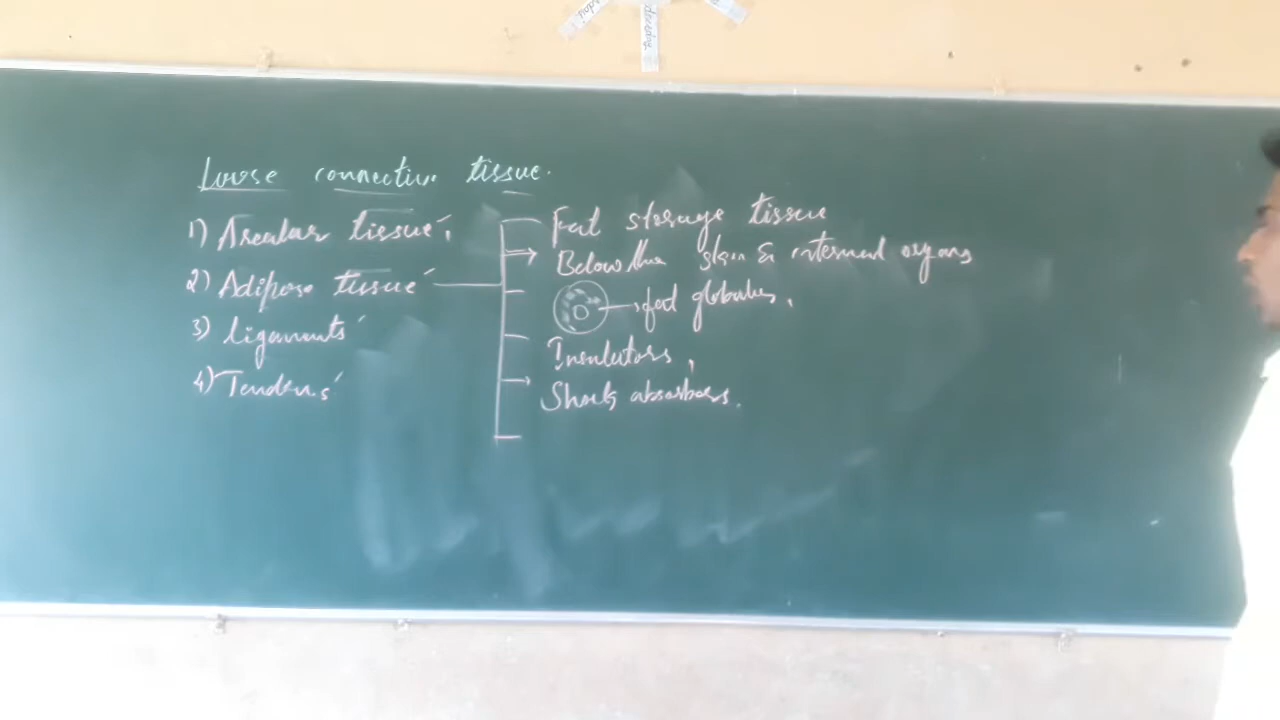 Loose connective tissue.
1) Areolar tissue,
2) Adipose tissue
3) Ligaments
4) Tendons
Fat storage tissue
Below the skin & internal organs
fat globules,
Insulators,
Shock absorbers.